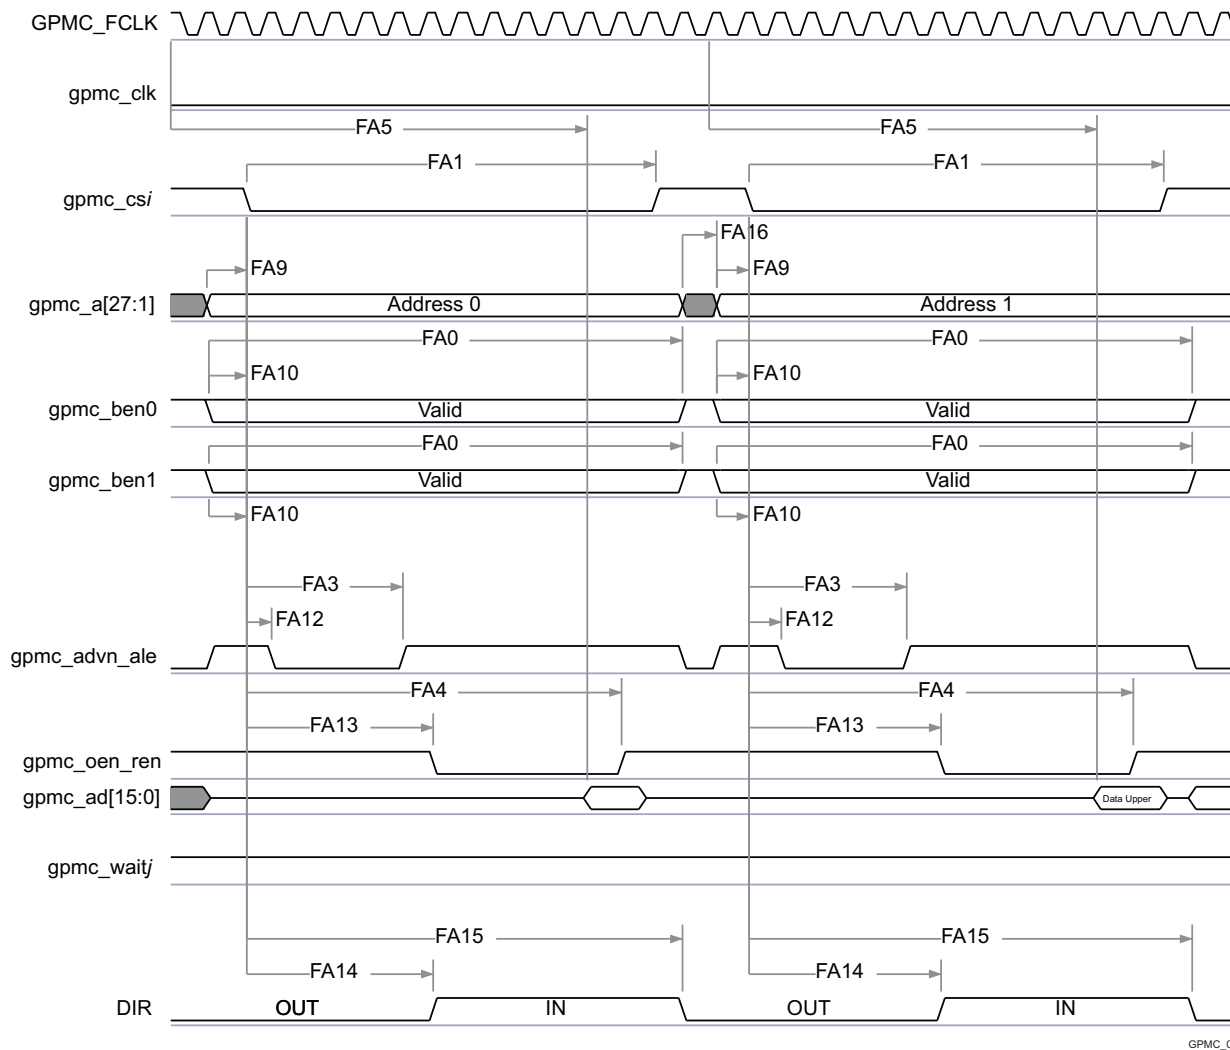 GPMC_FCLK
gpmc_clk
FA5 FA5
FA1 FA1
gpmc_csi
FA16
FA9 FA9
gpmc_a[27:1] Address 0 Address 1
FA0 FA0
FA10 FA10
gpmc_ben0 Valid Valid
FA0 FA0
gpmc_ben1 Valid Valid
FA10 FA10
FA3 FA3
FA12 FA12
gpmc_advn_ale
FA4 FA4
FA13 FA13
gpmc_oen_ren
gpmc_ad[15:0] Data Upper
gpmc_waitj
FA15 FA15
FA14 FA14
DIR OUT IN OUT IN